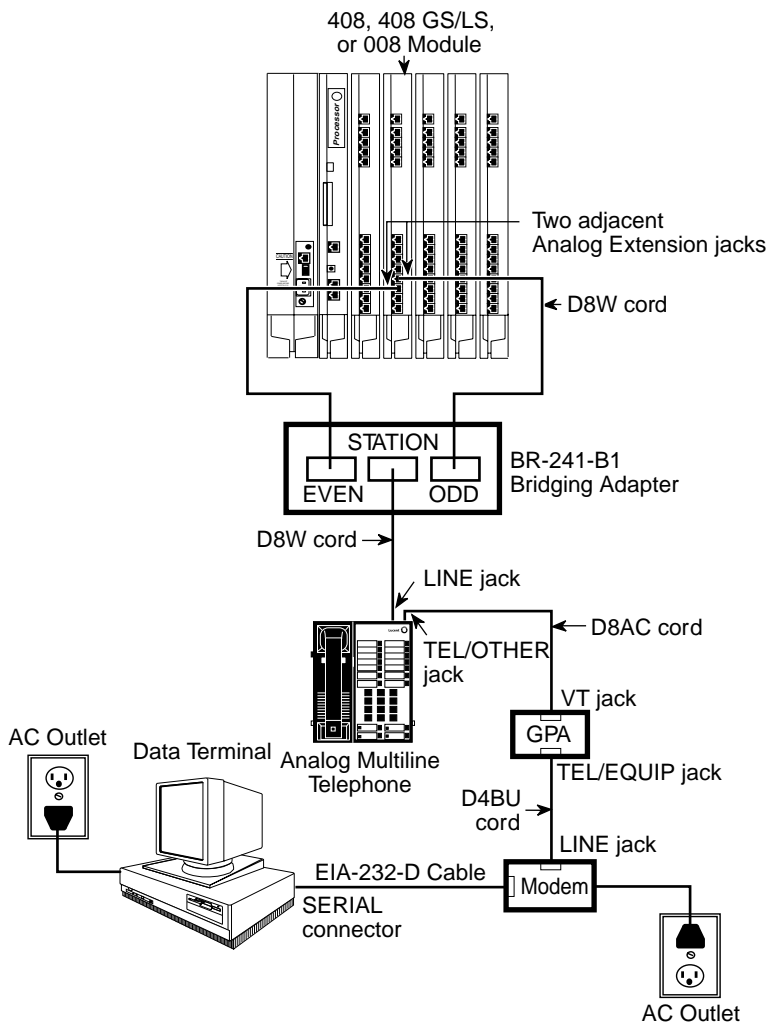 408, 408 GS/LS,
or 008 Module
Processor
CAUTION
Two adjacent
Analog Extension jacks
D8W cord
STATION
EVEN
ODD
BR-241-B1
Bridging Adapter
D8W cord
LINE jack
TEL/OTHER
jack
D8AC cord
VT jack
GPA
TEL/EQUIP jack
AC Outlet
Data Terminal
Analog Multiline
Telephone
D4BU
cord
LINE jack
EIA-232-D Cable
Modem
SERIAL
connector
AC Outlet